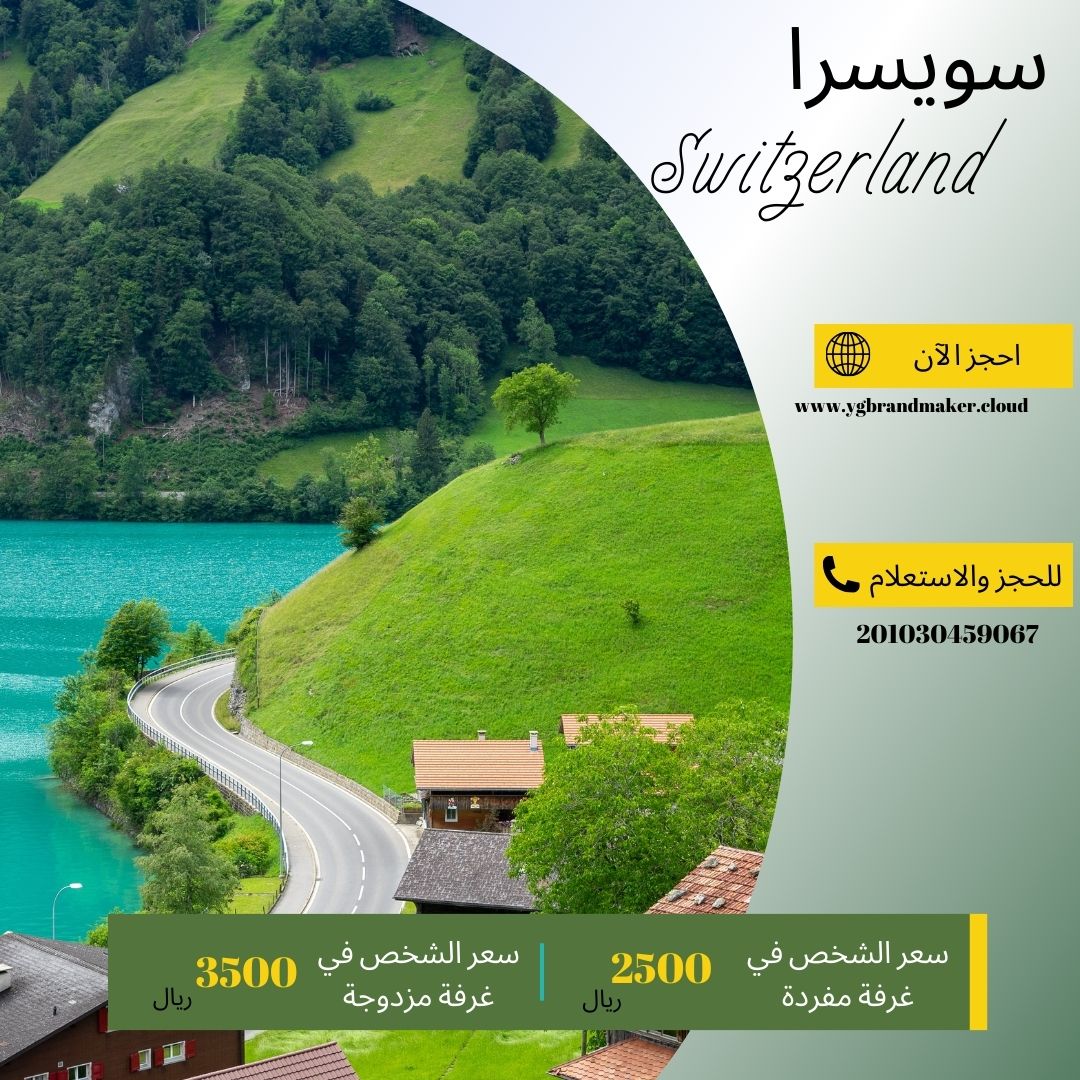 سويسرا
Switzerland
احجز الآن
www.ygbrandmaker.cloud
للحجز والاستعلام
201030459067
سعر الشخص في
غرفة مفردة
2500
ريال
سعر الشخص في
غرفة مزدوجة
3500
ريال